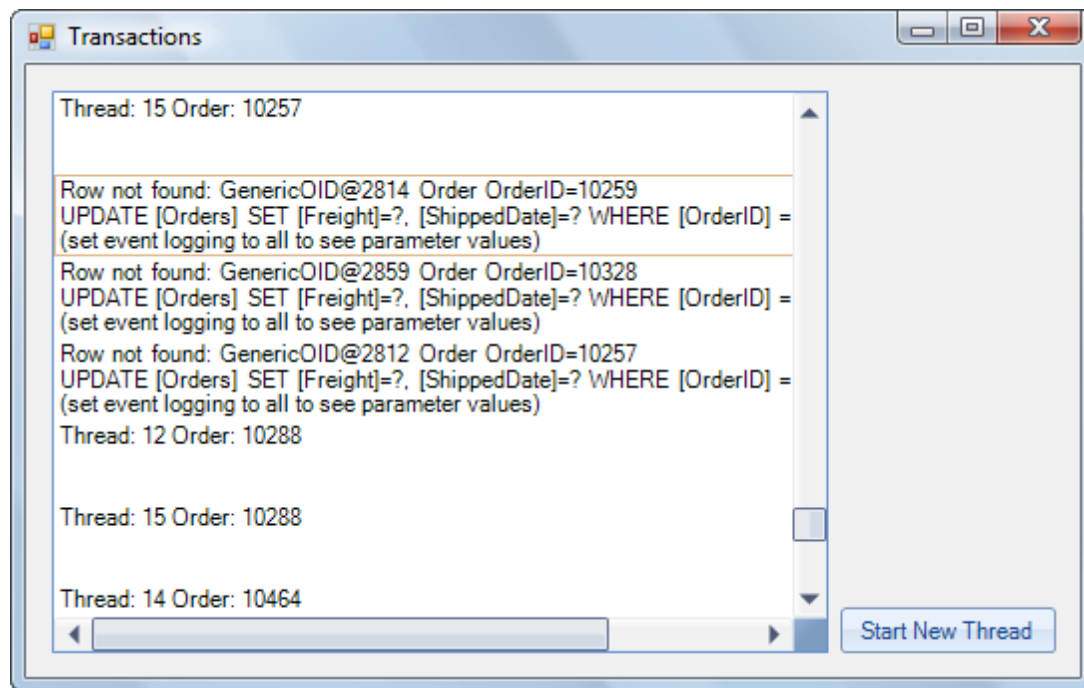 Transactions
Thread: 15 Order: 10257
Row not found: GenericOID@2814 Order OrderID=10259
UPDATE [Orders] SET [Freight]=?, [ShippedDate]=? WHERE [OrderID] =
(set event logging to all to see parameter values)
Row not found: GenericOID@2859 Order OrderID=10328
UPDATE [Orders] SET [Freight]=?, [ShippedDate]=? WHERE [OrderID] =
(set event logging to all to see parameter values)
Row not found: GenericOID@2812 Order OrderID=10257
UPDATE [Orders] SET [Freight]=?, [ShippedDate]=? WHERE [OrderID] =
(set event logging to all to see parameter values)
Thread: 12 Order: 10288
Thread: 15 Order: 10288
Thread: 14 Order: 10464
Start New Thread